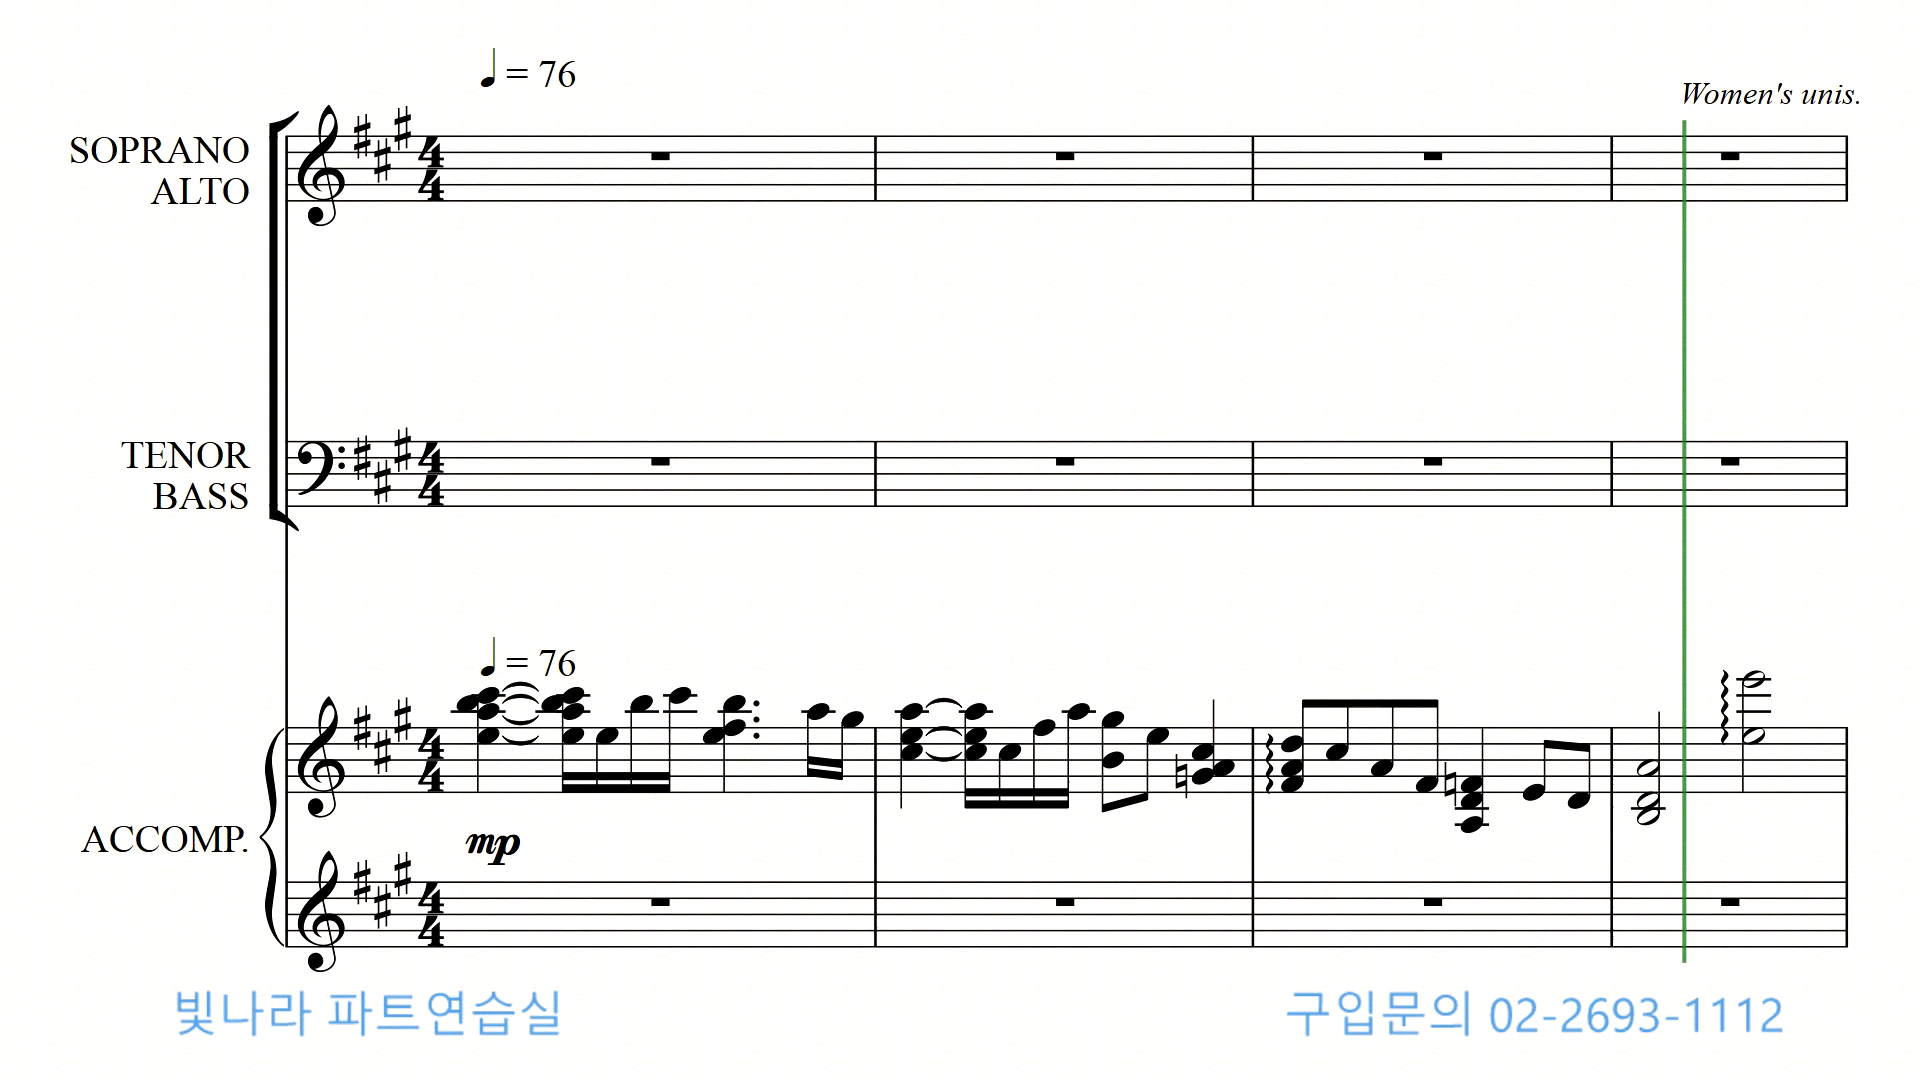 ♩ = 76
Women's unis.
SOPRANO
ALTO
TENOR
BASS
♩ = 76
ACCOMP.
mp
빛나라 파트연습실
구입문의 02-2693-1112